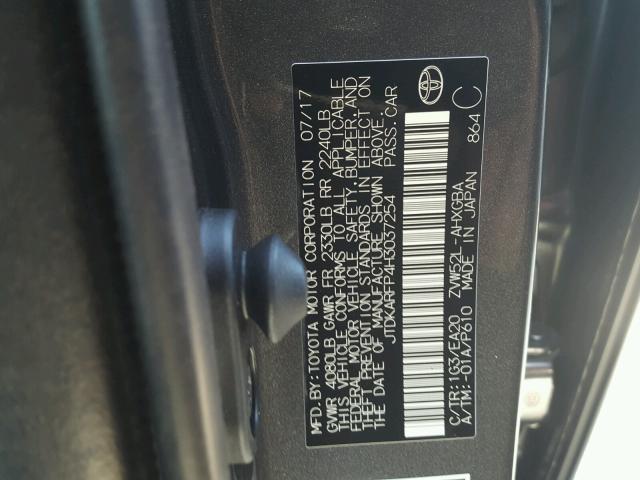 MFD.BY:TOYOTA MOTOR CORPORATION 07/17
GVWR 4080LB GAWR FR 2330LB RR 2240LB
THIS VEHICLE CONFORMS TO ALL APPLICABLE
FEDERAL MOTOR VEHICLE SAFETY, BUMPER, AND
THEFT PREVENTION STANDARDS IN EFFECT ON
THE DATE OF MANUFACTURE SHOWN ABOVE.
JTDKARFP4H3037254 PASS.CAR
C/TR:1G3/EA20 ZVW52L-AHXGBA
A/TM:-01A/P610 MADE IN JAPAN 864 C